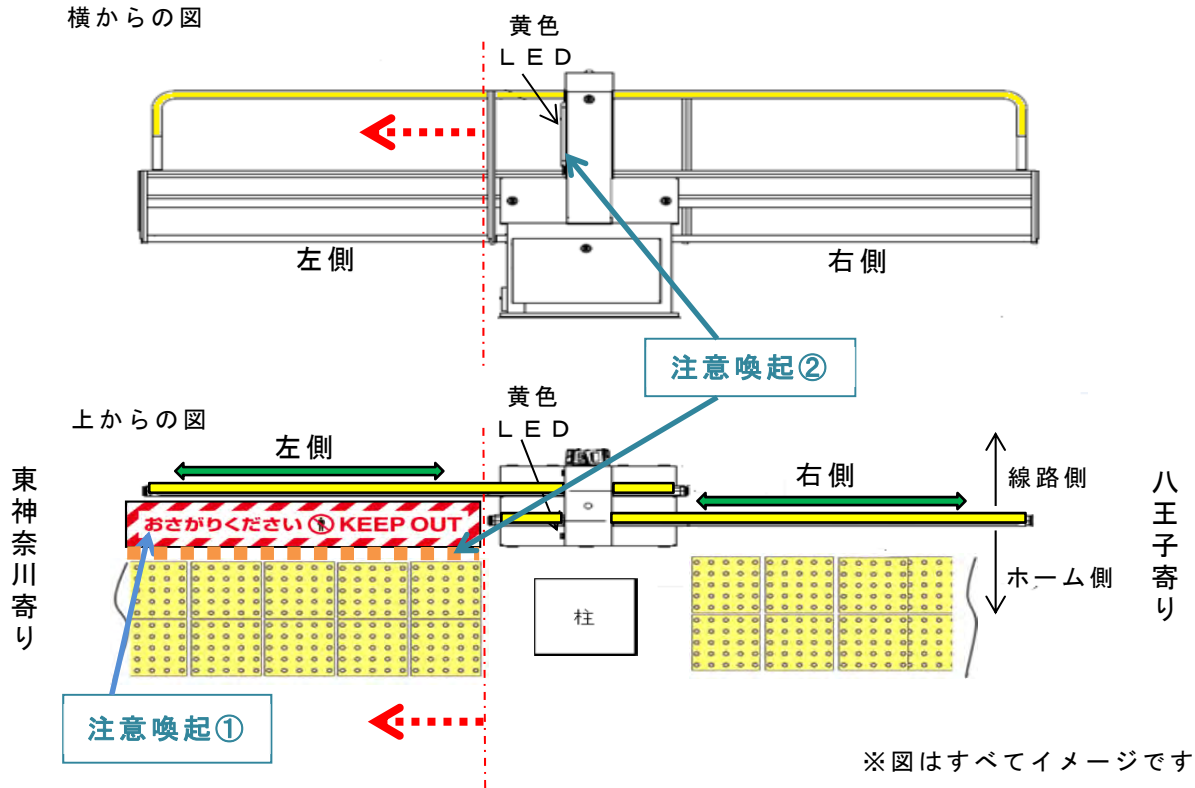 横からの図
黄色
LED
左側
右側
注意喚起②
上からの図
黄色
LED
左側
右側
線路側
ホーム側
東神奈川寄り
八王子寄り
おさがりください KEEP OUT
柱
注意喚起①
※図はすべてイメージです